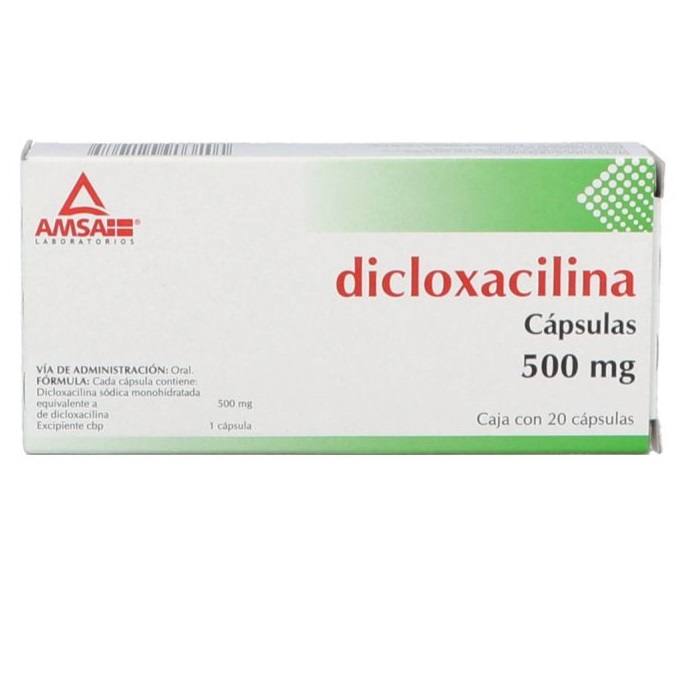 AMSA®
LABORATORIOS
dicloxacilina
Cápsulas
500 mg
VÍA DE ADMINISTRACIÓN: Oral.
FÓRMULA: Cada cápsula contiene:
Dicloxacilina sódica monohidratada
equivalente a 500 mg
de dicloxacilina
Excipiente cbp 1 cápsula
Caja con 20 cápsulas